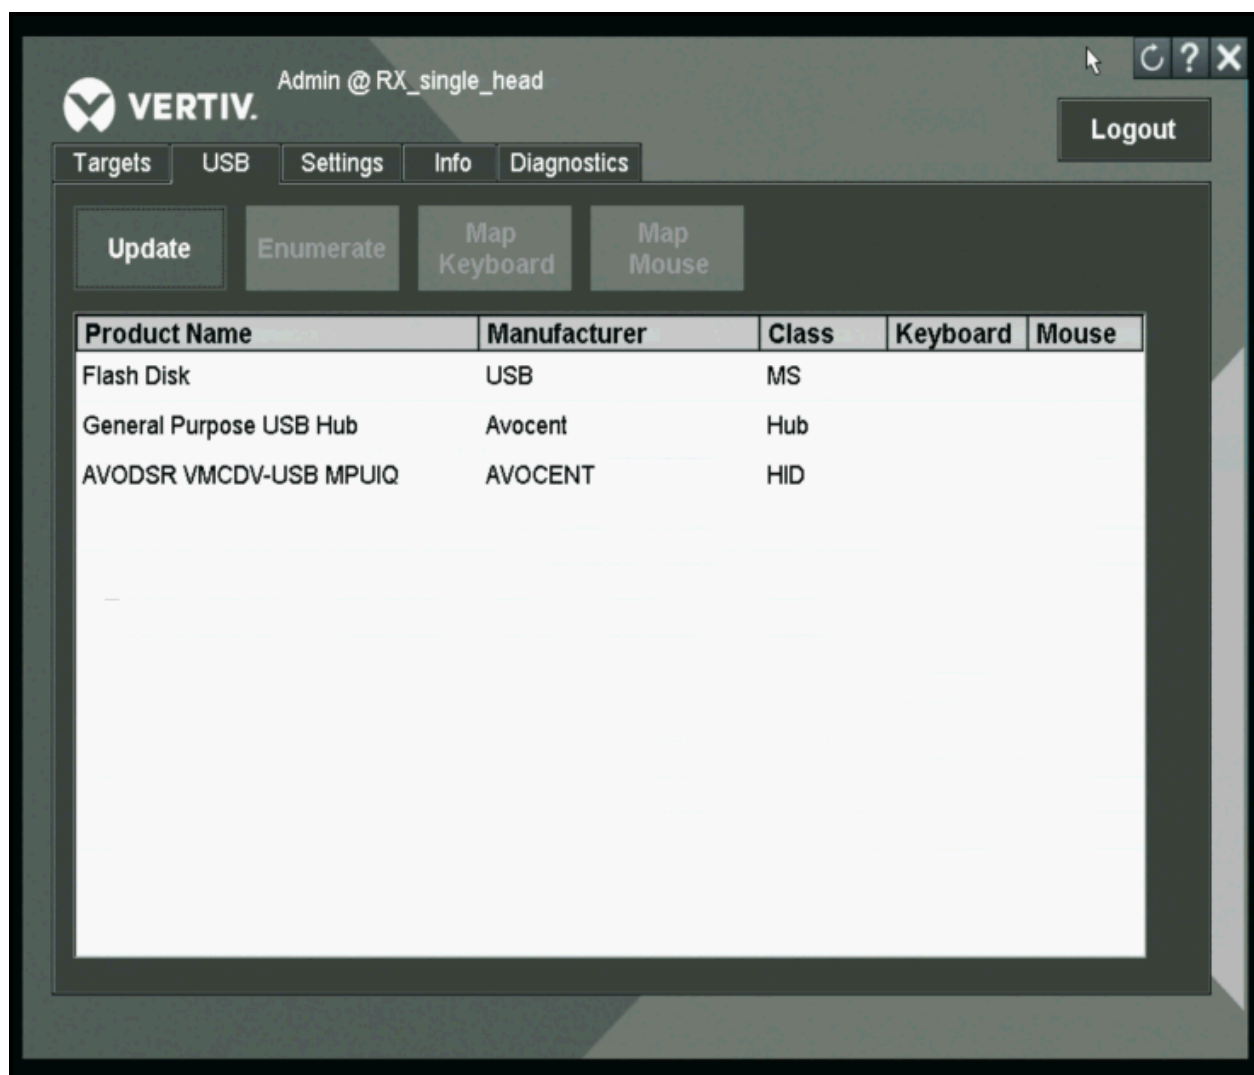 Admin @ RX_single_head
?
VERTIV.
Logout
Targets USB Settings Info Diagnostics
Update Enumerate Map Keyboard Map Mouse
Product Name Manufacturer Class Keyboard Mouse
Flash Disk USB MS
General Purpose USB Hub Avocent Hub
AVODSR VMCDV-USB MPUIQ AVOCENT HID